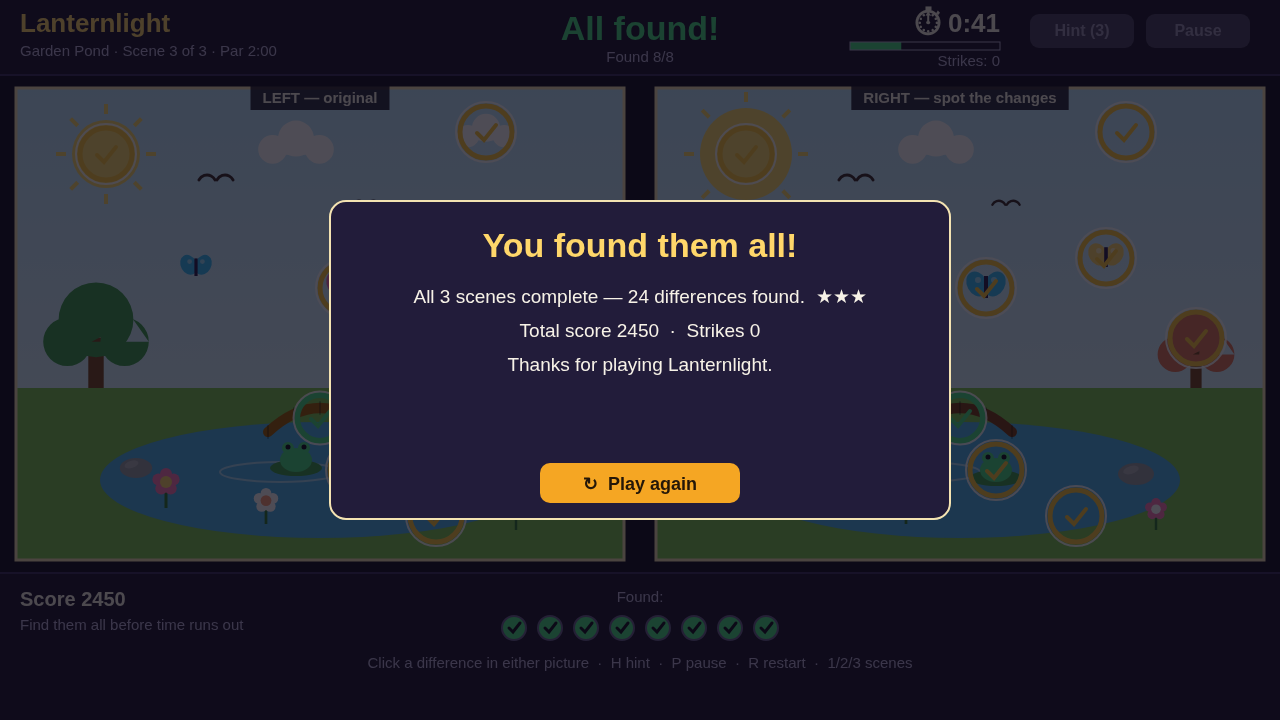 Lanternlight
Garden Pond · Scene 3 of 3 · Par 2:00
All found!
Found 8/8
0:41
Strikes: 0
Hint (3)
Pause
LEFT — original
RIGHT — spot the changes
You found them all!
All 3 scenes complete — 24 differences found. ★★★
Total score 2450 · Strikes 0
Thanks for playing Lanternlight.
↻ Play again
Score 2450
Find them all before time runs out
Found:
Click a difference in either picture · H hint · P pause · R restart · 1/2/3 scenes